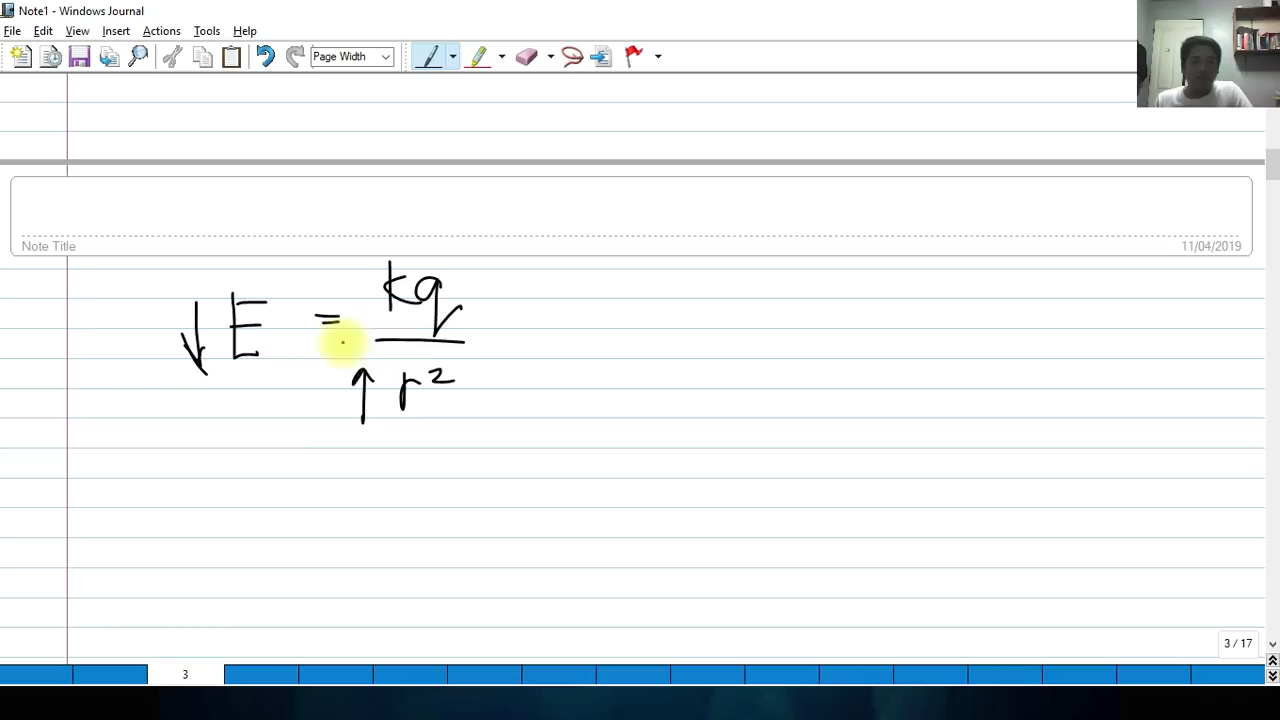 Note1 - Windows Journal
File Edit View Insert Actions Tools Help
Page Width
Note Title 11/04/2019
↓ E = kq
↑ r²
3 / 17
3